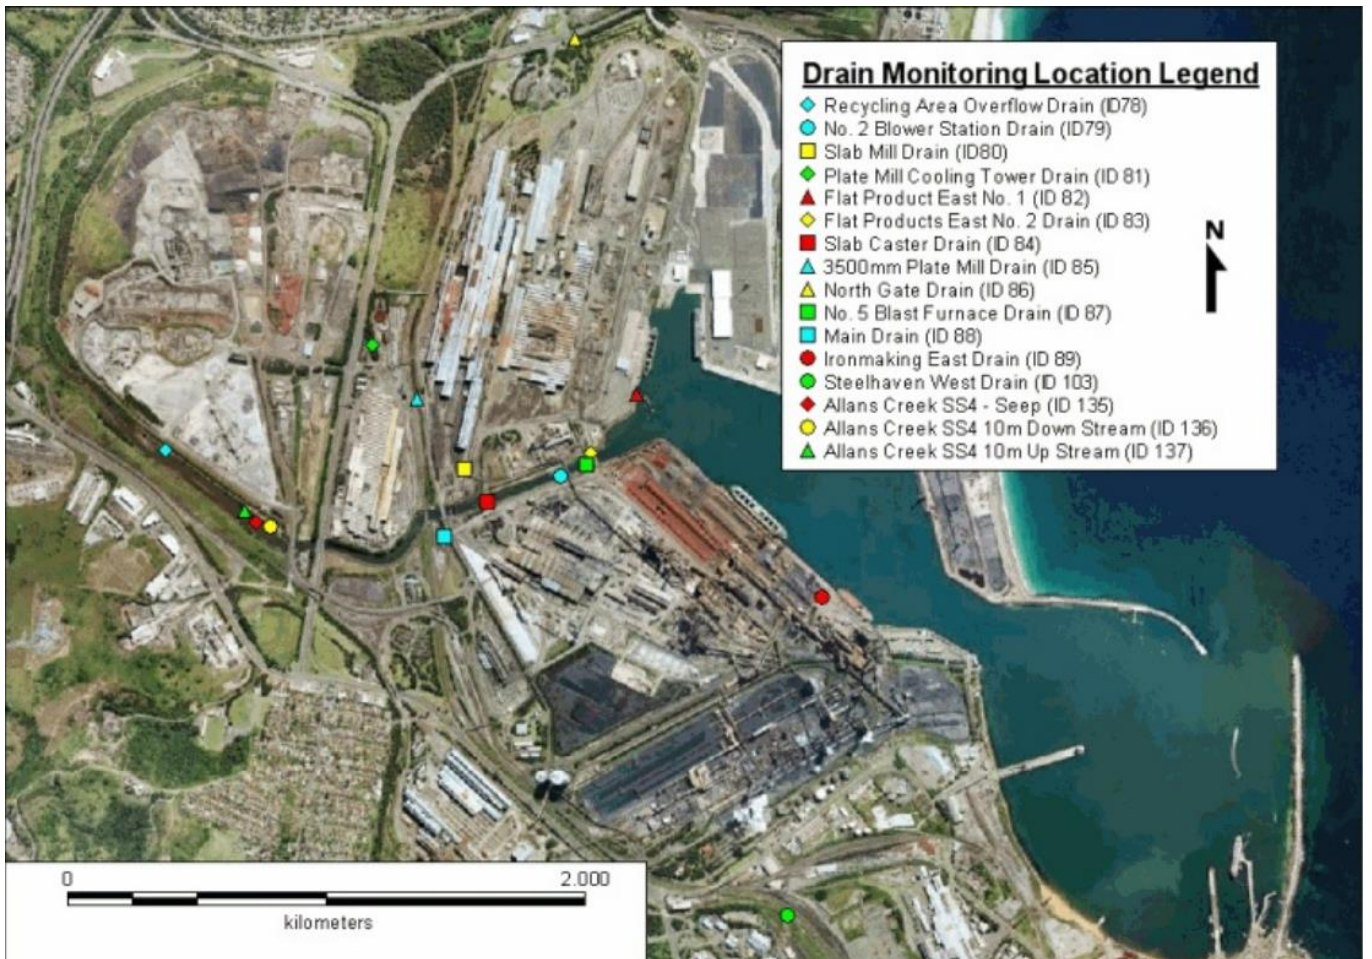 Drain Monitoring Location Legend
Recycling Area Overflow Drain (ID78)
No. 2 Blower Station Drain (ID79)
Slab Mill Drain (ID80)
Plate Mill Cooling Tower Drain (ID 81)
Flat Product East No. 1 (ID 82)
Flat Products East No. 2 Drain (ID 83)
Slab Caster Drain (ID 84)
3500mm Plate Mill Drain (ID 85)
North Gate Drain (ID 86)
No. 5 Blast Furnace Drain (ID 87)
Main Drain (ID 88)
Ironmaking East Drain (ID 89)
Steelhaven West Drain (ID 103)
Allans Creek SS4 - Seep (ID 135)
Allans Creek SS4 10m Down Stream (ID 136)
Allans Creek SS4 10m Up Stream (ID 137)
N
0 2.000
kilometers